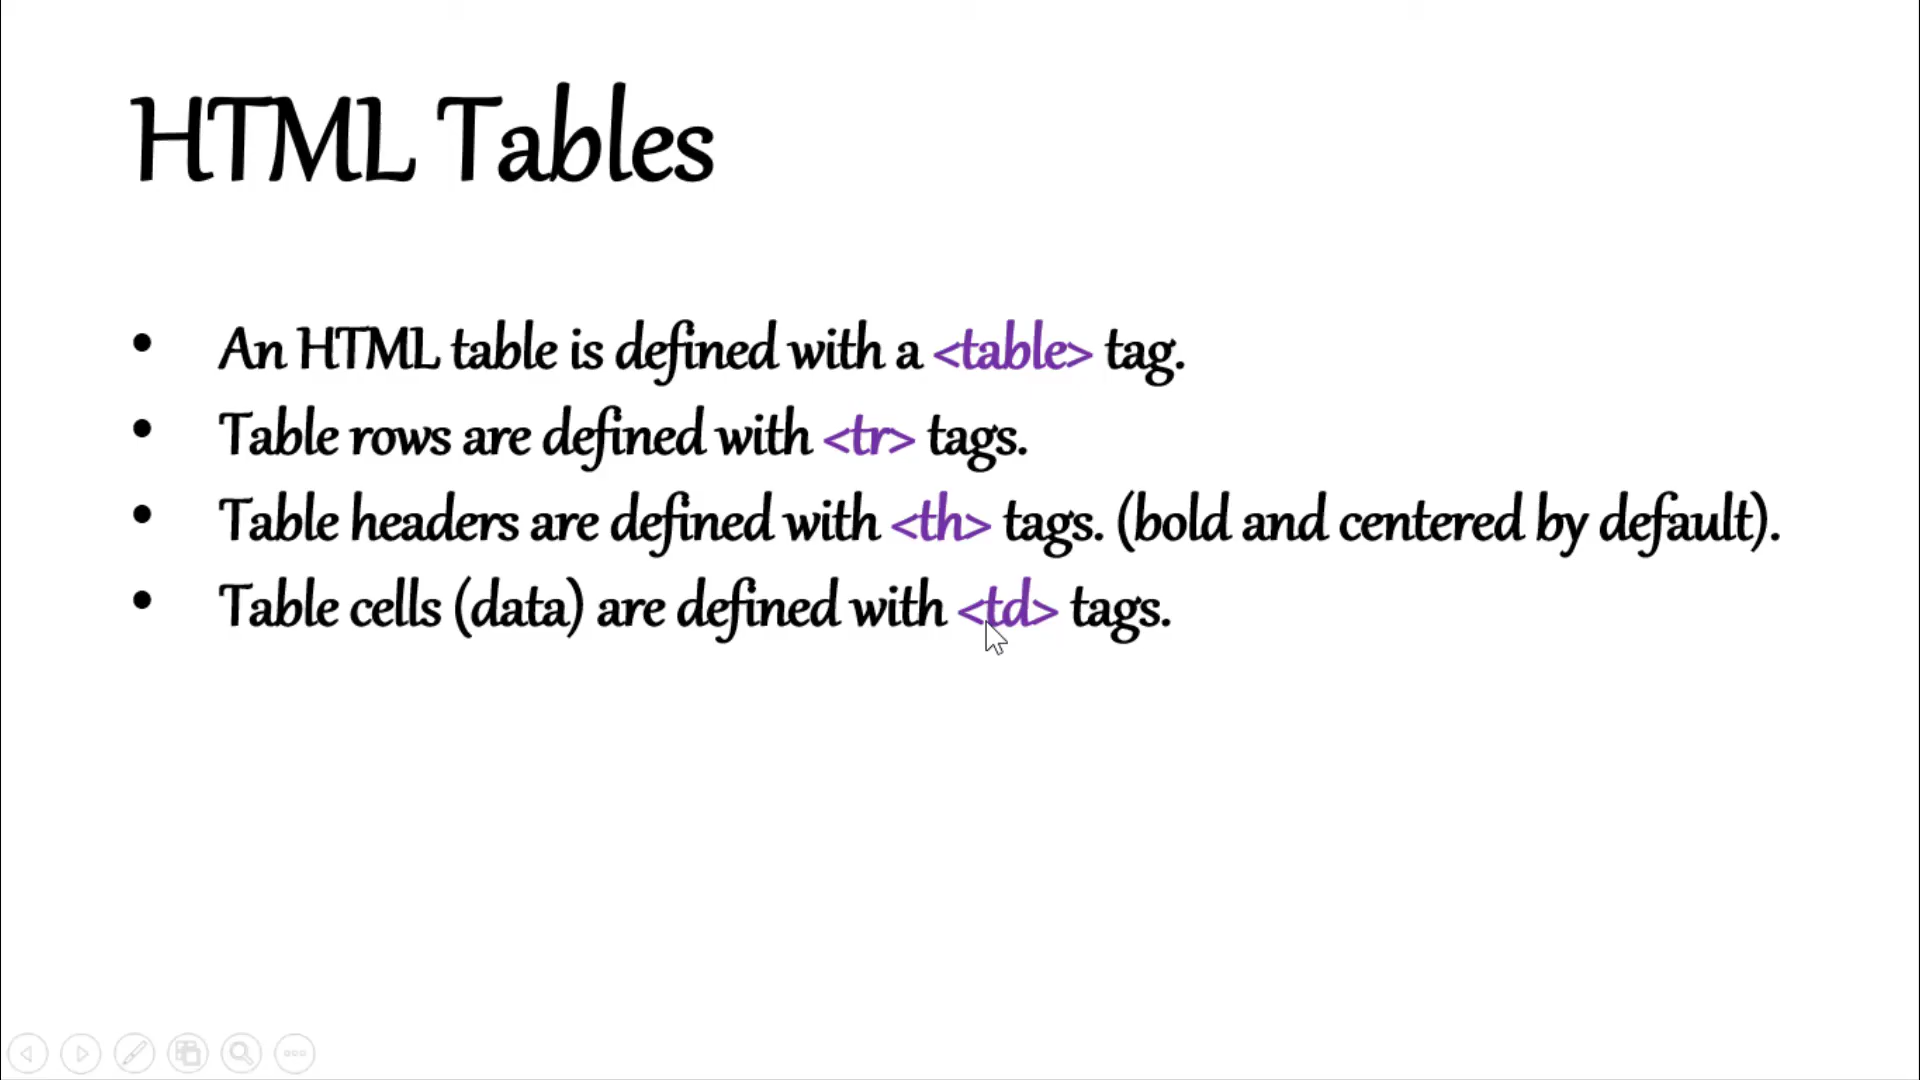 HTML Tables
• An HTML table is defined with a <table> tag.
• Table rows are defined with <tr> tags.
• Table headers are defined with <th> tags. (bold and centered by default).
• Table cells (data) are defined with <td> tags.